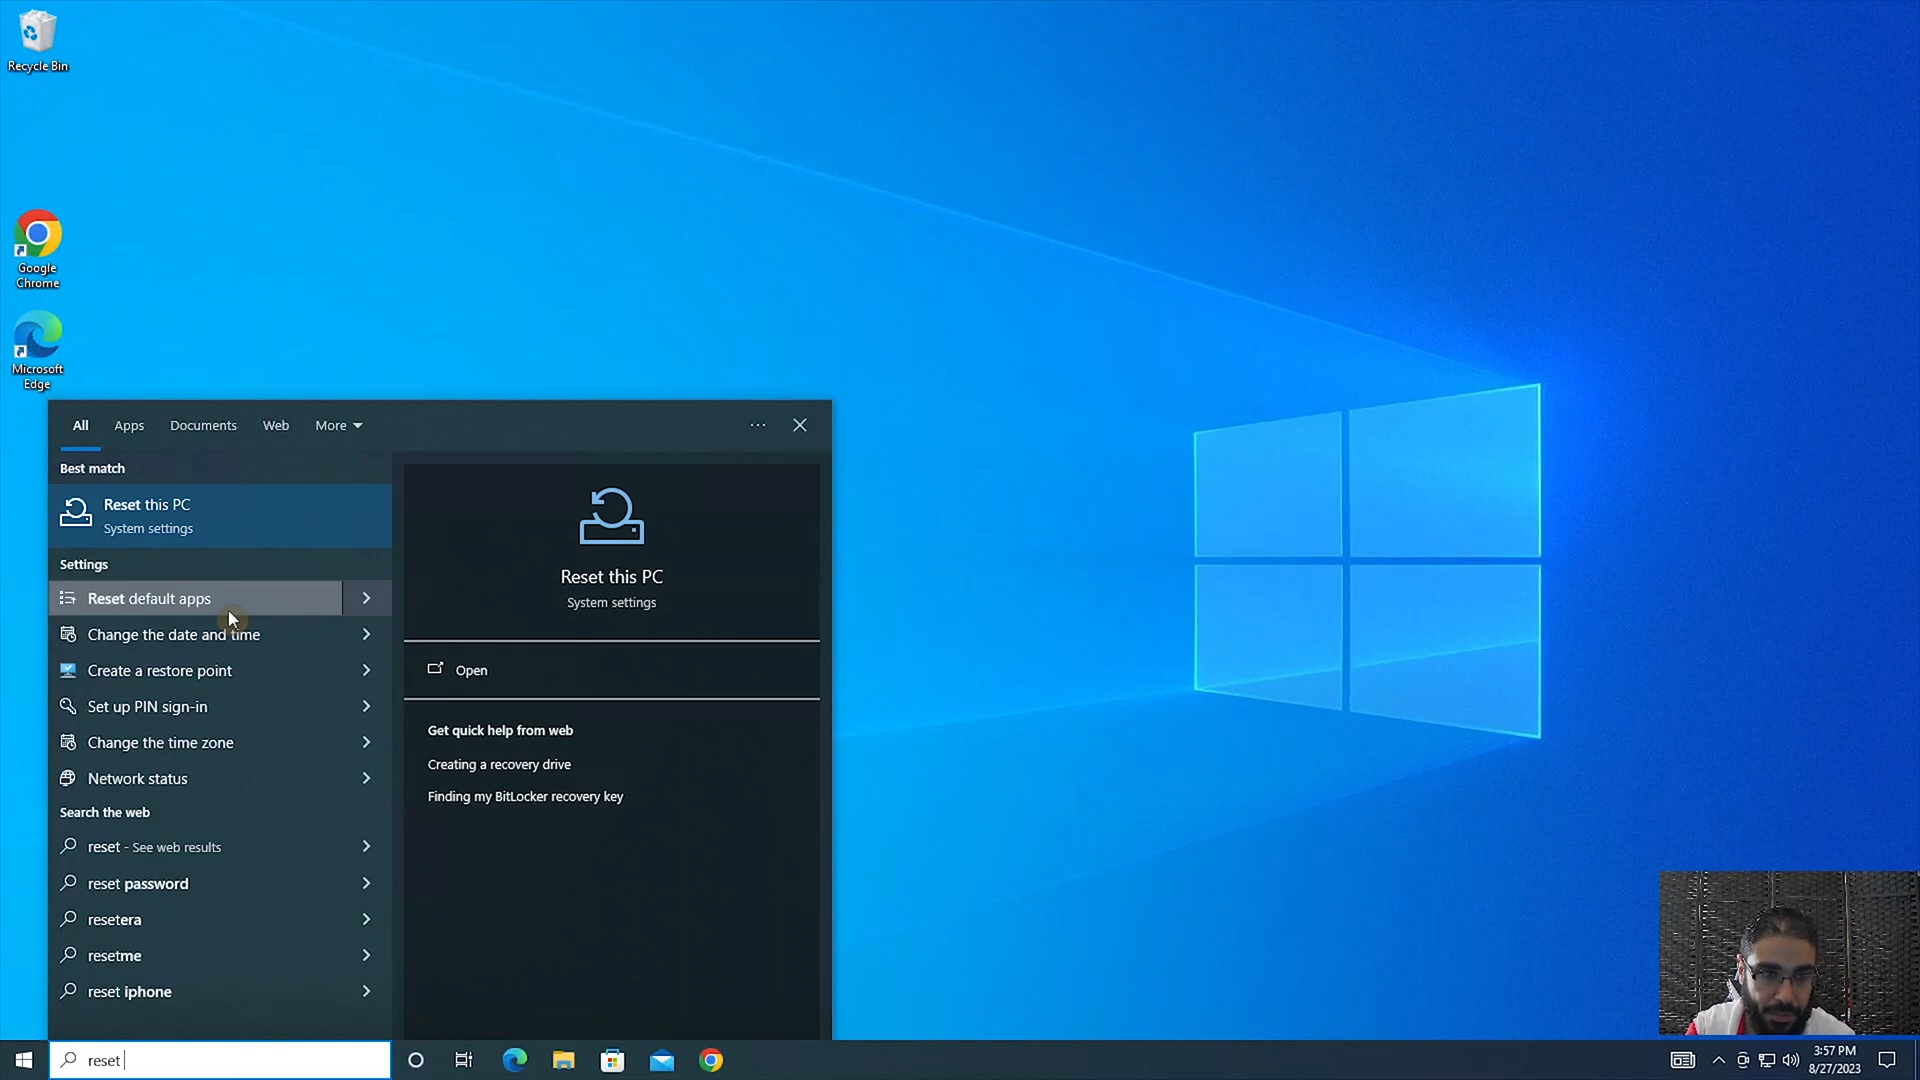 Recycle Bin
Google
Chrome
Microsoft
Edge
All
Apps
Documents
Web
More
Best match
Reset this PC
System settings
Settings
Reset default apps
Change the date and time
Create a restore point
Set up PIN sign-in
Change the time zone
Network status
Search the web
reset - See web results
reset password
resetera
resetme
reset iphone
Reset this PC
System settings
Open
Get quick help from web
Creating a recovery drive
Finding my BitLocker recovery key
reset
3:57 PM
8/27/2023